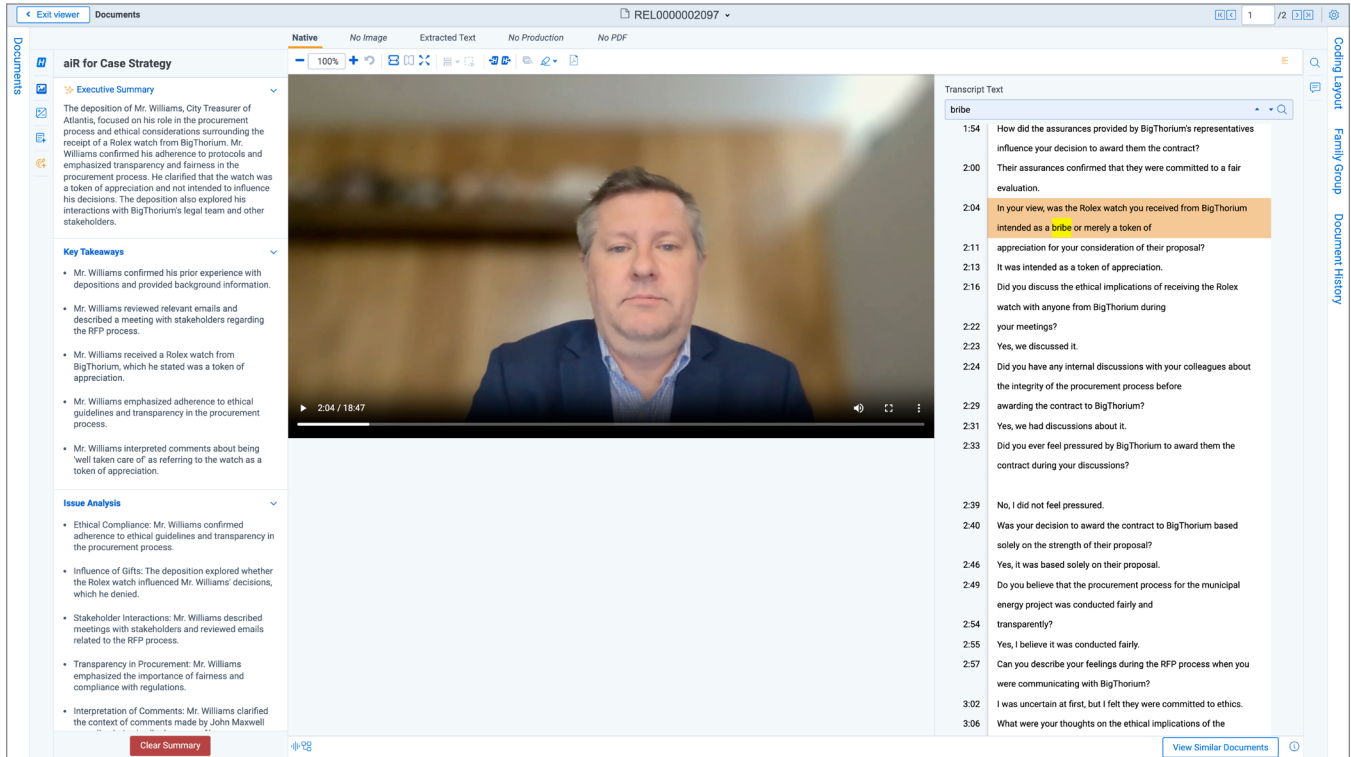 Exit viewer
Documents
REL0000002097
1 /2
Documents
Native No Image Extracted Text No Production No PDF
aiR for Case Strategy
100%
Executive Summary
The deposition of Mr. Williams, City Treasurer of
Atlantis, focused on his role in the procurement
process and ethical considerations surrounding the
receipt of a Rolex watch from BigThorium. Mr.
Williams confirmed his adherence to protocols and
emphasized transparency and fairness in the
procurement process. He clarified that the watch was
a token of appreciation and not intended to influence
his decisions. The deposition also explored his
interactions with BigThorium's legal team and other
stakeholders.
Key Takeaways
• Mr. Williams confirmed his prior experience with
depositions and provided background information.
• Mr. Williams reviewed relevant emails and
described a meeting with stakeholders regarding
the RFP process.
• Mr. Williams received a Rolex watch from
BigThorium, which he stated was a token of
appreciation.
• Mr. Williams emphasized adherence to ethical
guidelines and transparency in the procurement
process.
• Mr. Williams interpreted comments about being
'well taken care of' as referring to the watch as a
token of appreciation.
Issue Analysis
• Ethical Compliance: Mr. Williams confirmed
adherence to ethical guidelines and transparency in
the procurement process.
• Influence of Gifts: The deposition explored whether
the Rolex watch influenced Mr. Williams' decisions,
which he denied.
• Stakeholder Interactions: Mr. Williams described
meetings with stakeholders and reviewed emails
related to the RFP process.
• Transparency in Procurement: Mr. Williams
emphasized the importance of fairness and
compliance with regulations.
• Interpretation of Comments: Mr. Williams clarified
the context of comments made by John Maxwell
Clear Summary
2:04 / 18:47
Transcript Text
bribe
1:54 How did the assurances provided by BigThorium's representatives
influence your decision to award them the contract?
2:00 Their assurances confirmed that they were committed to a fair
evaluation.
2:04 In your view, was the Rolex watch you received from BigThorium
intended as a bribe or merely a token of
2:11 appreciation for your consideration of their proposal?
2:13 It was intended as a token of appreciation.
2:16 Did you discuss the ethical implications of receiving the Rolex
watch with anyone from BigThorium during
2:22 your meetings?
2:23 Yes, we discussed it.
2:24 Did you have any internal discussions with your colleagues about
the integrity of the procurement process before
2:29 awarding the contract to BigThorium?
2:31 Yes, we had discussions about it.
2:33 Did you ever feel pressured by BigThorium to award them the
contract during your discussions?
2:39 No, I did not feel pressured.
2:40 Was your decision to award the contract to BigThorium based
solely on the strength of their proposal?
2:46 Yes, it was based solely on their proposal.
2:49 Do you believe that the procurement process for the municipal
energy project was conducted fairly and
2:54 transparently?
2:55 Yes, I believe it was conducted fairly.
2:57 Can you describe your feelings during the RFP process when you
were communicating with BigThorium?
3:02 I was uncertain at first, but I felt they were committed to ethics.
3:06 What were your thoughts on the ethical implications of the
View Similar Documents
Coding Layout
Family Group
Document History